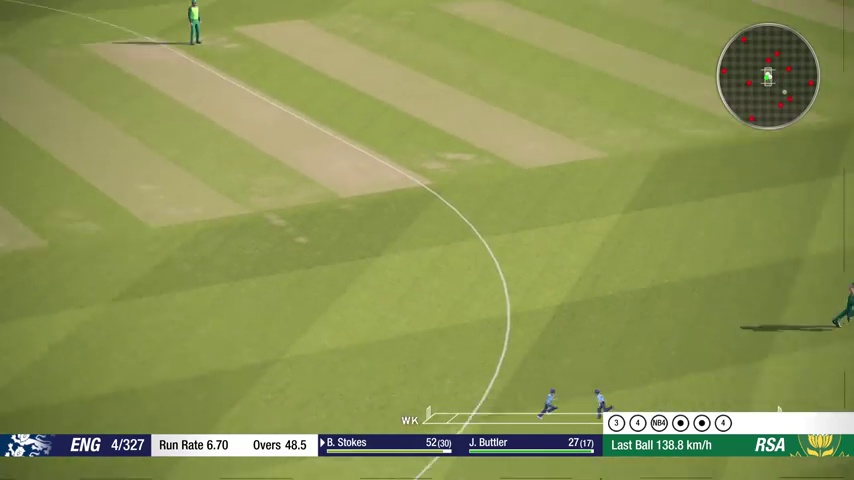 WK
3 4 NB4 4
ENG 4/327 Run Rate 6.70 Overs 48.5 B. Stokes 52(30) J. Buttler 27(17) Last Ball 138.8 km/h RSA